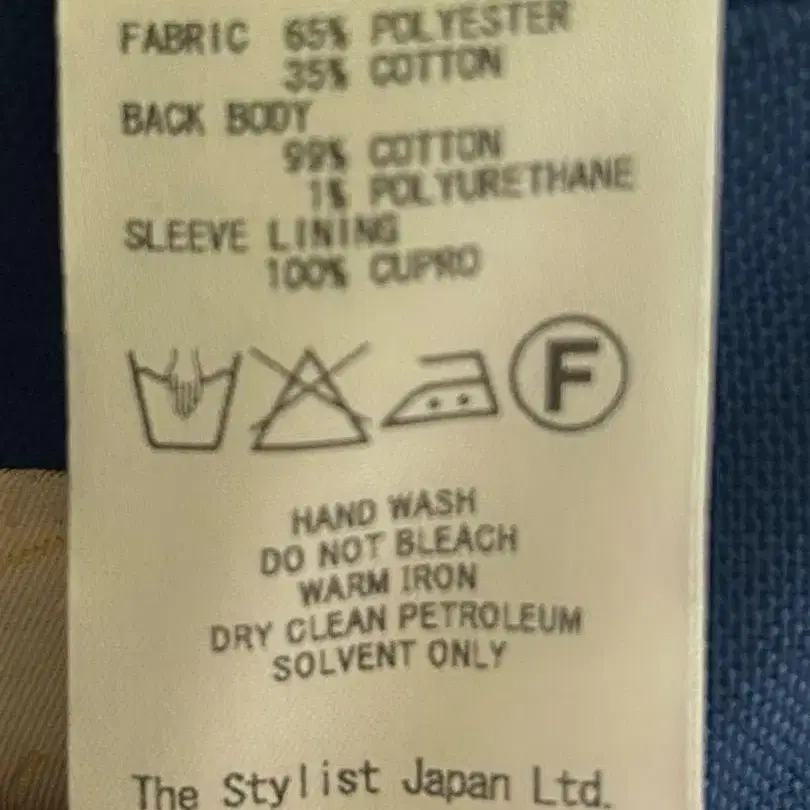 FABRIC 65% POLYESTER
35% COTTON
BACK BODY
99% COTTON
1% POLYURETHANE
SLEEVE LINING
100% CUPRO
F
HAND WASH
DO NOT BLEACH
WARM IRON
DRY CLEAN PETROLEUM
SOLVENT ONLY
The Stylist Japan Ltd.